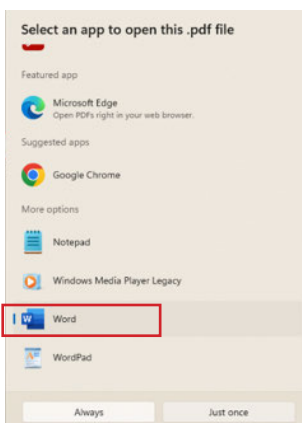 Select an app to open this .pdf file
Featured app
Microsoft Edge
Open PDFs right in your web browser.
Suggested apps
Google Chrome
More options
Notepad
Windows Media Player Legacy
W Word
WordPad
Always Just once